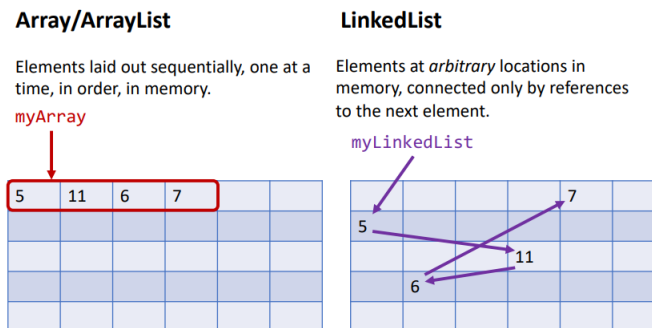 Array/ArrayList
Elements laid out sequentially, one at a
time, in order, in memory.
myArray
5 11 6 7
LinkedList
Elements at arbitrary locations in
memory, connected only by references
to the next element.
myLinkedList
7
5
11
6